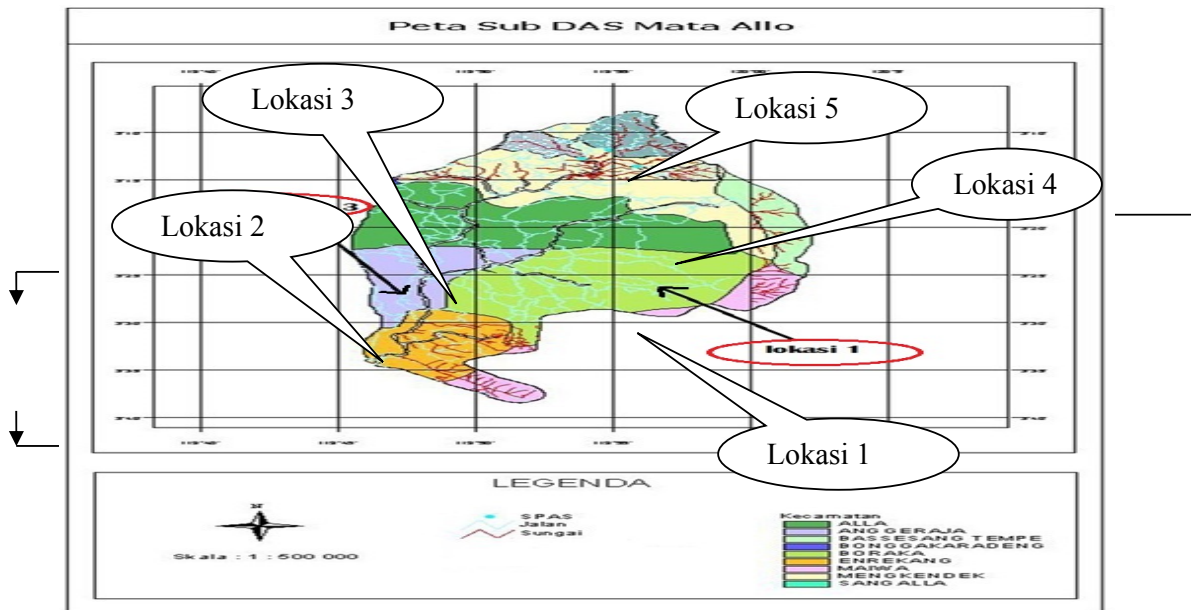 Peta Sub DAS Mata Allo
Lokasi 3
Lokasi 5
Lokasi 4
3
Lokasi 2
lokasi 1
Lokasi 1
LEGENDA
N
Skala : 1 : 500 000
SPAS
Jalan
Sungai
Kecamatan
ALLA
ANGGERAJA
BASSESANG TEMPE
BONGGAKARADENG
BORAKA
ENREKANG
MAIWA
MENGKENDEK
SANGALLA